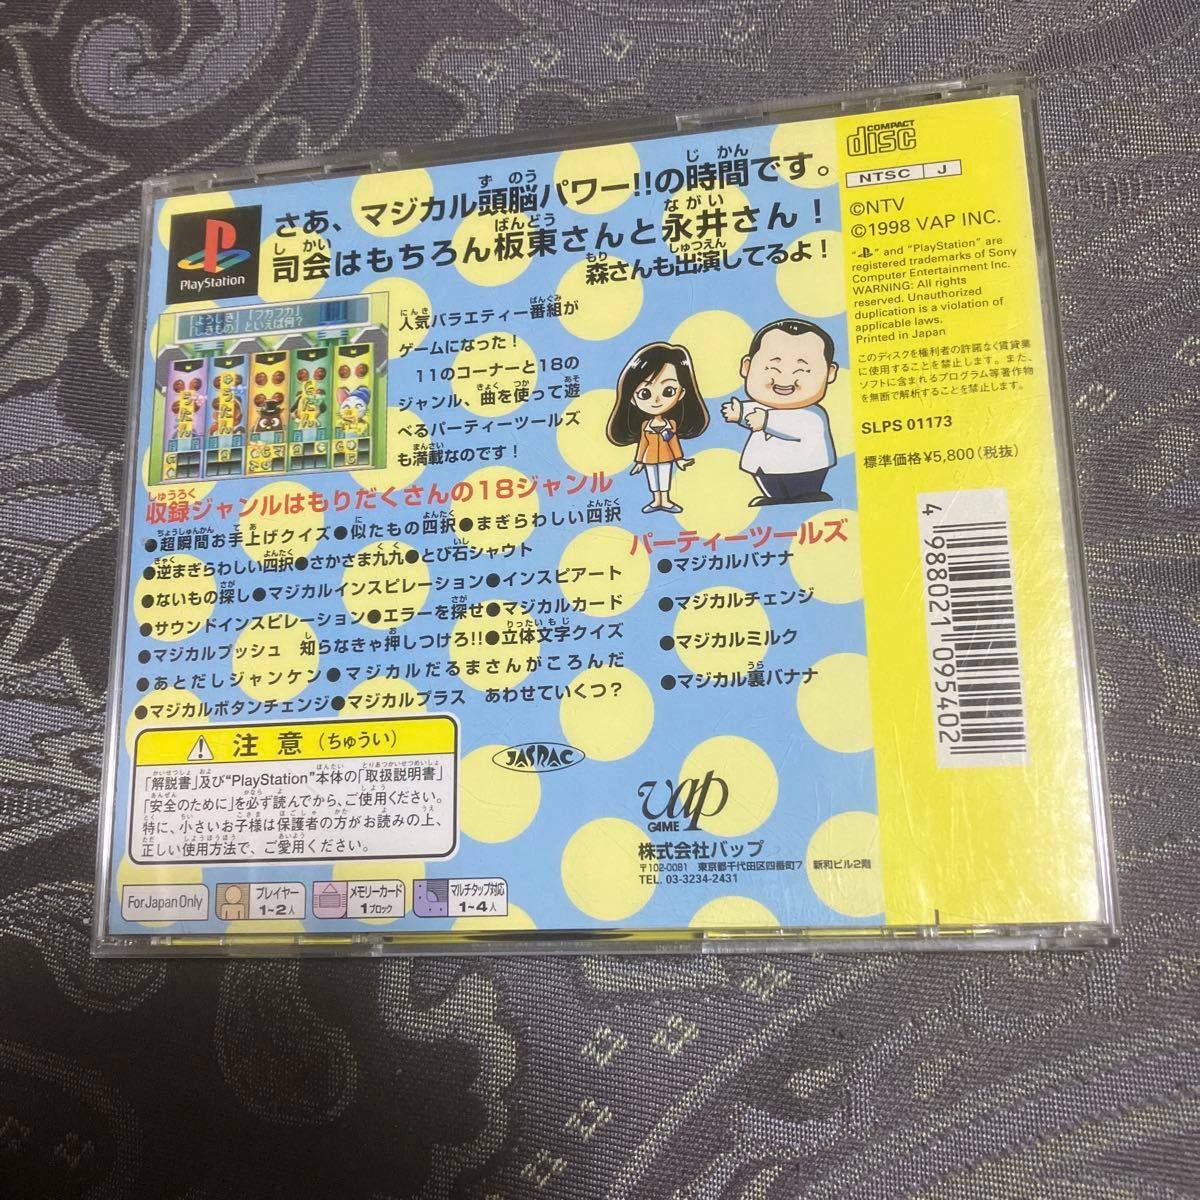 さあ、マジカル頭脳パワー!!の時間です。
司会はもちろん板東さんと永井さん!
森さんも出演してるよ!
PlayStation
「ようしき」「フカフカ」
「しきもの」といえば何?
人気バラエティー番組が
ゲームになった!
11のコーナーと18の
ジャンル、曲を使って遊
べるパーティーツールズ
も満載なのです!
収録ジャンルはもりだくさんの18ジャンル
●超瞬間お手上げクイズ●似たもの四択●まぎらわしい四択
●逆まぎらわしい四択●さかさま九九●とび石シャウト
●ないもの探し●マジカルインスピレーション●インスピアート
●サウンドインスピレーション●エラーを探せ●マジカルカード
●マジカルプッシュ 知らなきゃ押しつけろ!!●立体文字クイズ
●あとだしジャンケン●マジカルだるまさんがころんだ
●マジカルボタンチェンジ●マジカルプラス あわせていくつ?
パーティーツールズ
●マジカルバナナ
●マジカルチェンジ
●マジカルミルク
●マジカル裏バナナ
注意(ちゅうい)
「解説書」及び“PlayStation”本体の「取扱説明書」
「安全のために」を必ず読んでから、ご使用ください。
特に、小さいお子様は保護者の方がお読みの上、
正しい使用方法で、ご愛用ください。
JASRAC
vap
GAME
株式会社バップ
〒102-0081 東京都千代田区四番町7 新和ビル2階
TEL. 03-3234-2431
For Japan Only
プレイヤー
1~2人
メモリーカード
1ブロック
マルチタップ対応
1~4人
COMPACT
disc
NTSC J
©NTV
©1998 VAP INC.
“ ” and “PlayStation” are
registered trademarks of Sony
Computer Entertainment Inc.
WARNING: All rights
reserved. Unauthorized
duplication is a violation of
applicable laws.
Printed in Japan
このディスクを権利者の許諾なく賃貸業
に使用することを禁止します。また、
ソフトに含まれるプログラム等著作物
を無断で解析することを禁止します。
SLPS 01173
標準価格¥5,800(税抜)
4 988021 095402